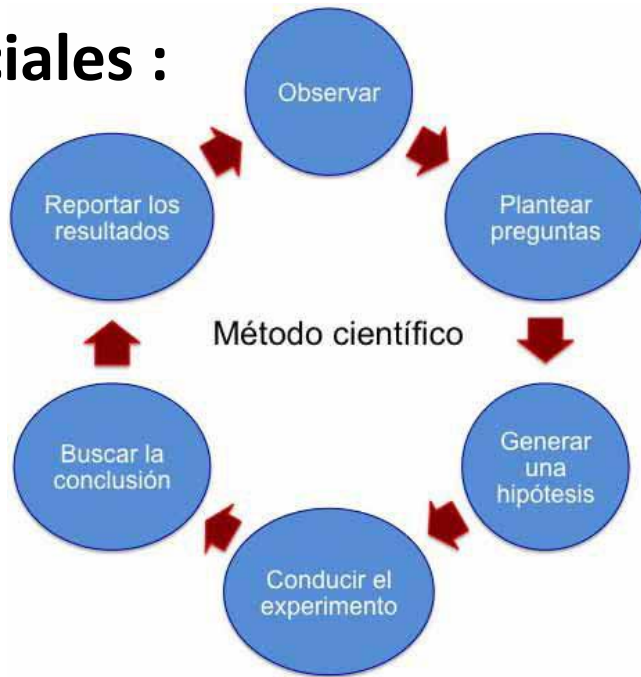 ciales :
Observar
Plantear
preguntas
Generar
una
hipótesis
Conducir el
experimento
Buscar la
conclusión
Reportar los
resultados
Método científico